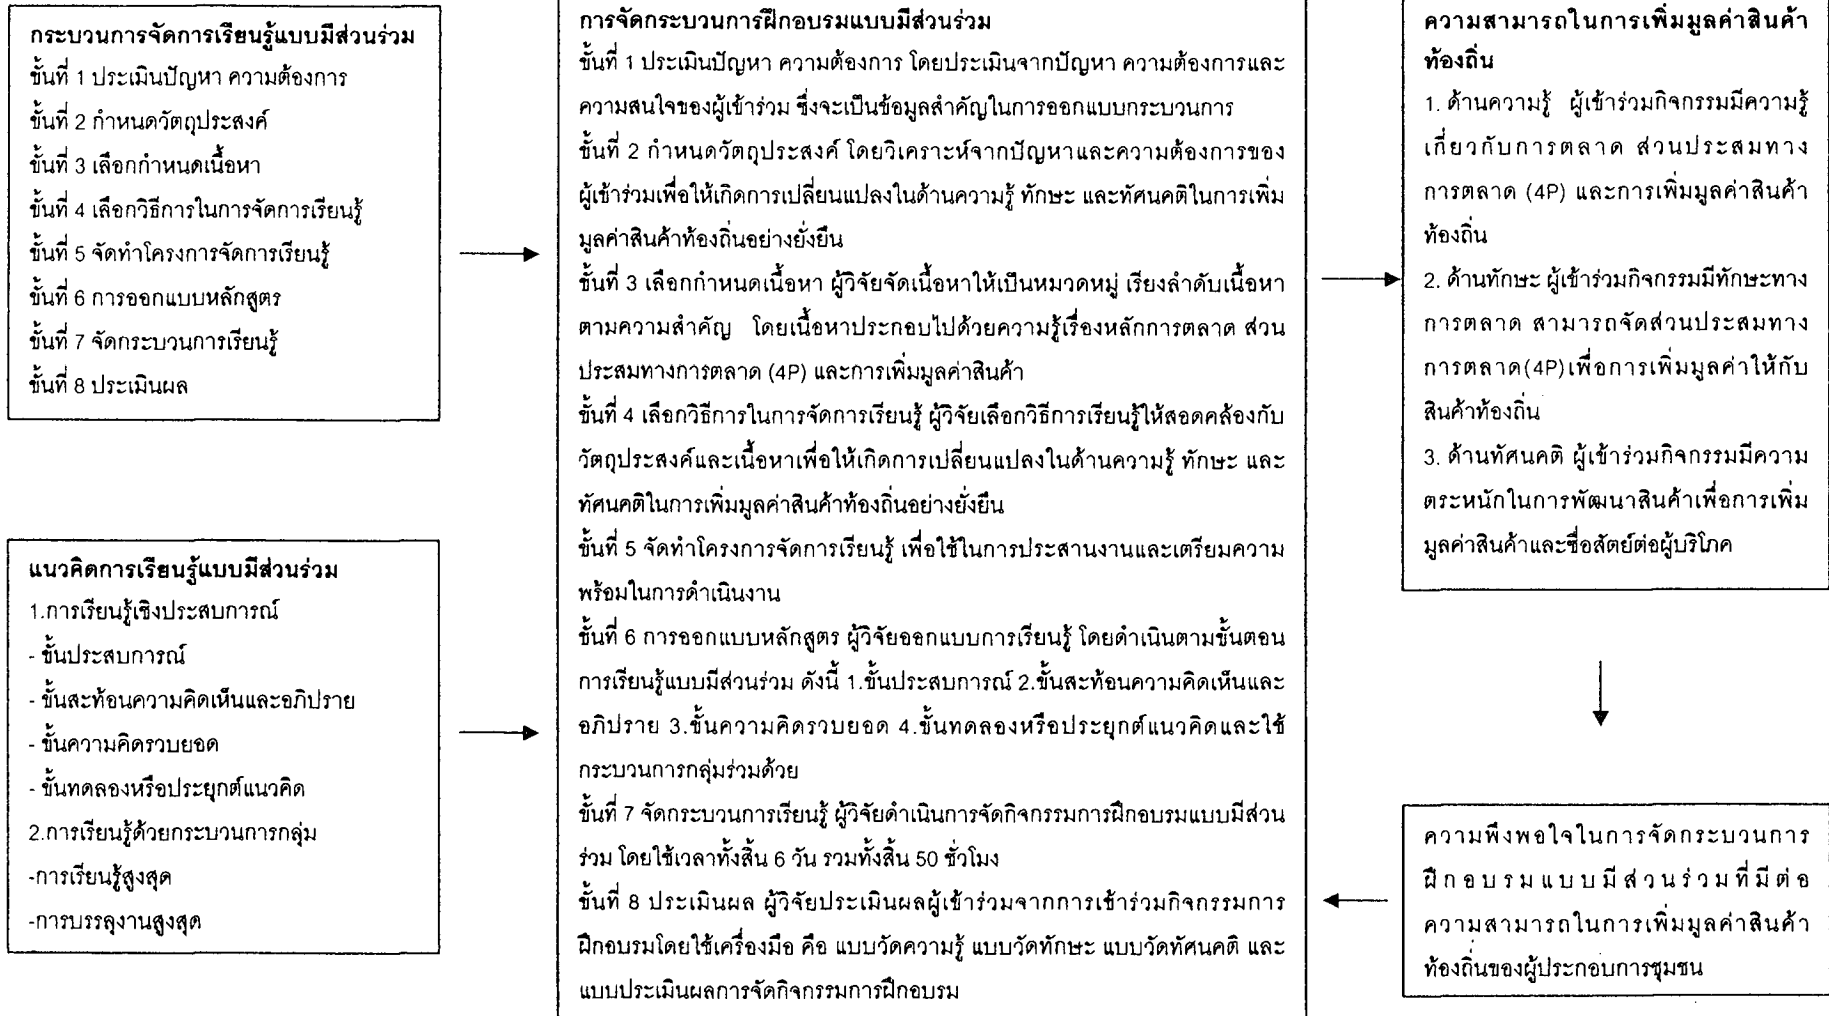 กระบวนการจัดการเรียนรู้แบบมีส่วนร่วม
ขั้นที่ 1 ประเมินปัญหา ความต้องการ
ขั้นที่ 2 กำหนดวัตถุประสงค์
ขั้นที่ 3 เลือกกำหนดเนื้อหา
ขั้นที่ 4 เลือกวิธีการในการจัดการเรียนรู้
ขั้นที่ 5 จัดทำโครงการจัดการเรียนรู้
ขั้นที่ 6 การออกแบบหลักสูตร
ขั้นที่ 7 จัดกระบวนการเรียนรู้
ขั้นที่ 8 ประเมินผล
แนวคิดการเรียนรู้แบบมีส่วนร่วม
1.การเรียนรู้เชิงประสบการณ์
- ขั้นประสบการณ์
- ขั้นสะท้อนความคิดเห็นและอภิปราย
- ขั้นความคิดรวบยอด
- ขั้นทดลองหรือประยุกต์แนวคิด
2.การเรียนรู้ด้วยกระบวนการกลุ่ม
-การเรียนรู้สูงสุด
-การบรรลุงานสูงสุด
การจัดกระบวนการฝึกอบรมแบบมีส่วนร่วม
ขั้นที่ 1 ประเมินปัญหา ความต้องการ โดยประเมินจากปัญหา ความต้องการและ
ความสนใจของผู้เข้าร่วม ซึ่งจะเป็นข้อมูลสำคัญในการออกแบบกระบวนการ
ขั้นที่ 2 กำหนดวัตถุประสงค์ โดยวิเคราะห์จากปัญหาและความต้องการของ
ผู้เข้าร่วมเพื่อให้เกิดการเปลี่ยนแปลงในด้านความรู้ ทักษะ และทัศนคติในการเพิ่ม
มูลค่าสินค้าท้องถิ่นอย่างยั่งยืน
ขั้นที่ 3 เลือกกำหนดเนื้อหา ผู้วิจัยจัดเนื้อหาให้เป็นหมวดหมู่ เรียงลำดับเนื้อหา
ตามความสำคัญ โดยเนื้อหาประกอบไปด้วยความรู้เรื่องหลักการตลาด ส่วน
ประสมทางการตลาด (4P) และการเพิ่มมูลค่าสินค้า
ขั้นที่ 4 เลือกวิธีการในการจัดการเรียนรู้ ผู้วิจัยเลือกวิธีการเรียนรู้ให้สอดคล้องกับ
วัตถุประสงค์และเนื้อหาเพื่อให้เกิดการเปลี่ยนแปลงในด้านความรู้ ทักษะ และ
ทัศนคติในการเพิ่มมูลค่าสินค้าท้องถิ่นอย่างยั่งยืน
ขั้นที่ 5 จัดทำโครงการจัดการเรียนรู้ เพื่อใช้ในการประสานงานและเตรียมความ
พร้อมในการดำเนินงาน
ขั้นที่ 6 การออกแบบหลักสูตร ผู้วิจัยออกแบบการเรียนรู้ โดยดำเนินตามขั้นตอน
การเรียนรู้แบบมีส่วนร่วม ดังนี้ 1.ขั้นประสบการณ์ 2.ขั้นสะท้อนความคิดเห็นและ
อภิปราย 3.ขั้นความคิดรวบยอด 4.ขั้นทดลองหรือประยุกต์แนวคิดและใช้
กระบวนการกลุ่มร่วมด้วย
ขั้นที่ 7 จัดกระบวนการเรียนรู้ ผู้วิจัยดำเนินการจัดกิจกรรมการฝึกอบรมแบบมีส่วน
ร่วม โดยใช้เวลาทั้งสิ้น 6 วัน รวมทั้งสิ้น 50 ชั่วโมง
ขั้นที่ 8 ประเมินผล ผู้วิจัยประเมินผลผู้เข้าร่วมจากการเข้าร่วมกิจกรรมการ
ฝึกอบรมโดยใช้เครื่องมือ คือ แบบวัดความรู้ แบบวัดทักษะ แบบวัดทัศนคติ และ
แบบประเมินผลการจัดกิจกรรมการฝึกอบรม
ความสามารถในการเพิ่มมูลค่าสินค้า
ท้องถิ่น
1. ด้านความรู้ ผู้เข้าร่วมกิจกรรมมีความรู้
เกี่ยวกับการตลาด ส่วนประสมทาง
การตลาด (4P) และการเพิ่มมูลค่าสินค้า
ท้องถิ่น
2. ด้านทักษะ ผู้เข้าร่วมกิจกรรมมีทักษะทาง
การตลาด สามารถจัดส่วนประสมทาง
การตลาด(4P)เพื่อการเพิ่มมูลค่าให้กับ
สินค้าท้องถิ่น
3. ด้านทัศนคติ ผู้เข้าร่วมกิจกรรมมีความ
ตระหนักในการพัฒนาสินค้าเพื่อการเพิ่ม
มูลค่าสินค้าและซื่อสัตย์ต่อผู้บริโภค
ความพึงพอใจในการจัดกระบวนการ
ฝึกอบรมแบบมีส่วนร่วมที่มีต่อ
ความสามารถในการเพิ่มมูลค่าสินค้า
ท้องถิ่นของผู้ประกอบการชุมชน